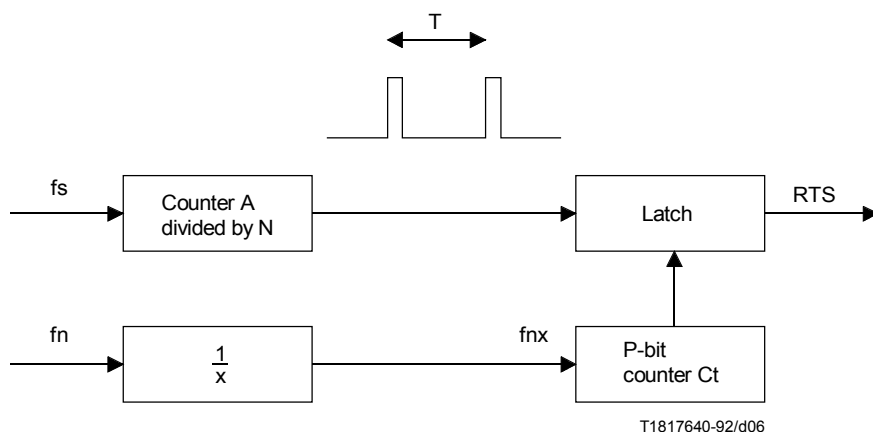 T
fs
Counter A
divided by N
Latch
RTS
fn
1
x
fnx
P-bit
counter Ct
T1817640-92/d06